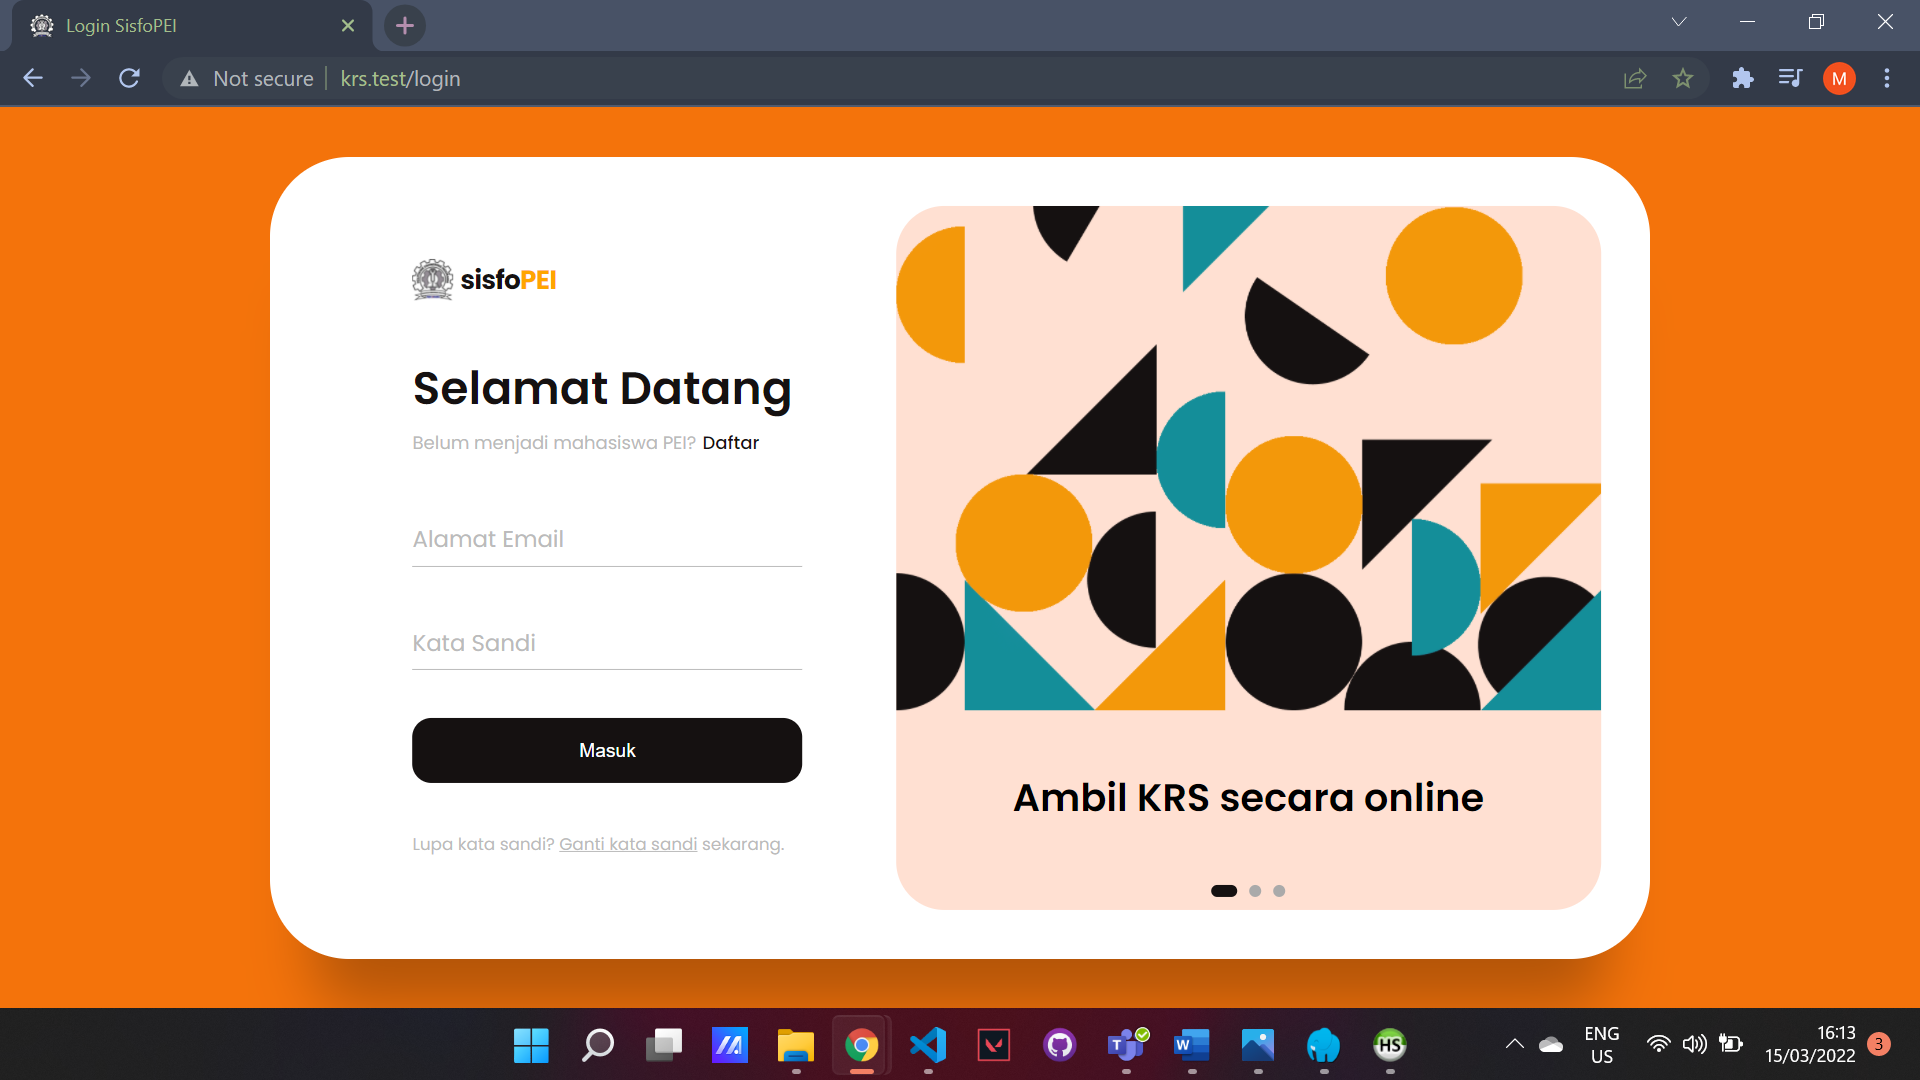 Login SisfoPEI
Not secure
krs.test/login
M
sisfoPEI
Selamat Datang
Belum menjadi mahasiswa PEI? Daftar
Alamat Email
Kata Sandi
Masuk
Lupa kata sandi? Ganti kata sandi sekarang.
Ambil KRS secara online
T
W
HS
ENG
US
16:13
15/03/2022
3